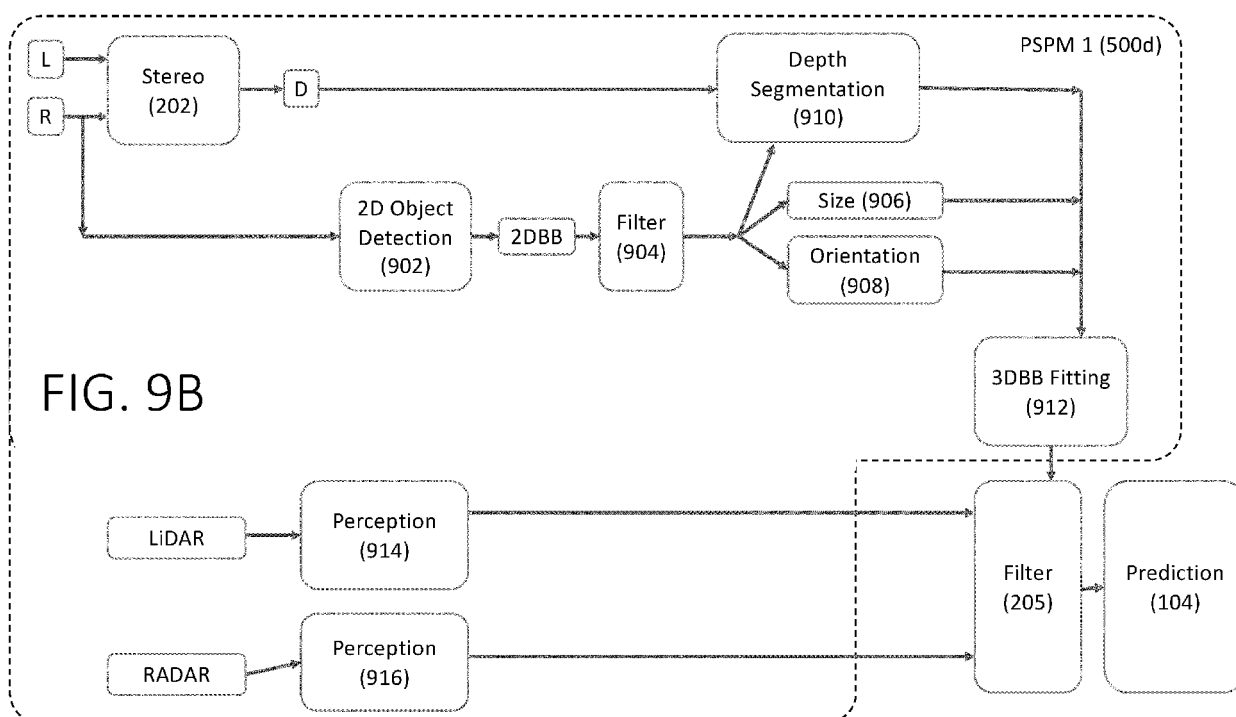 PSPM 1 (500d)
L
R
Stereo
(202)
D
Depth
Segmentation
(910)
2D Object
Detection
(902)
2DBB
Filter
(904)
Size (906)
Orientation
(908)
3DBB Fitting
(912)
FIG. 9B
LiDAR
Perception
(914)
RADAR
Perception
(916)
Filter
(205)
Prediction
(104)